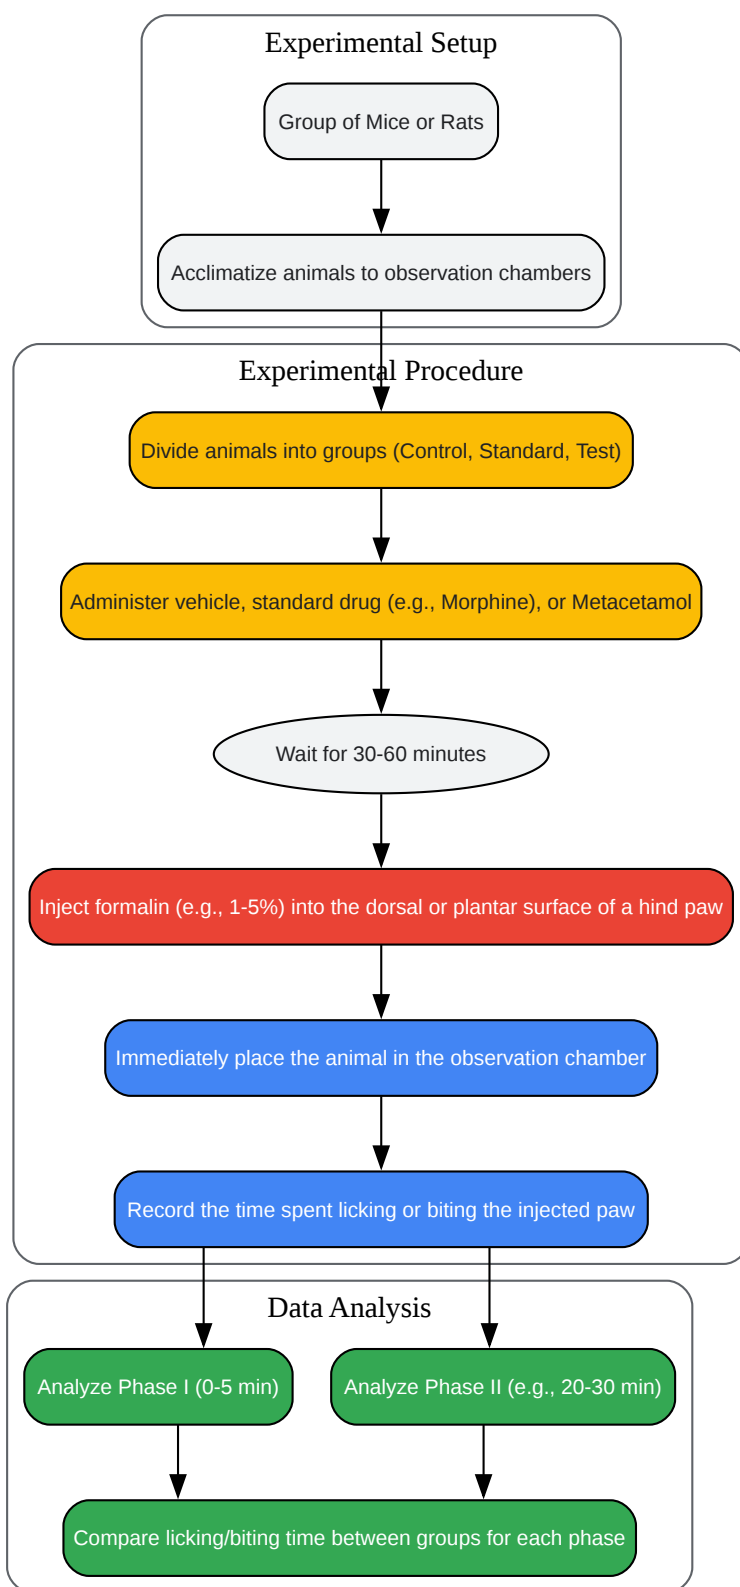 Experimental Setup
Group of Mice or Rats
Acclimatize animals to observation chambers
Experimental Procedure
Divide animals into groups (Control, Standard, Test)
Administer vehicle, standard drug (e.g., Morphine), or Metacetamol
Wait for 30-60 minutes
Inject formalin (e.g., 1-5%) into the dorsal or plantar surface of a hind paw
Immediately place the animal in the observation chamber
Record the time spent licking or biting the injected paw
Data Analysis
Analyze Phase I (0-5 min)
Analyze Phase II (e.g., 20-30 min)
Compare licking/biting time between groups for each phase